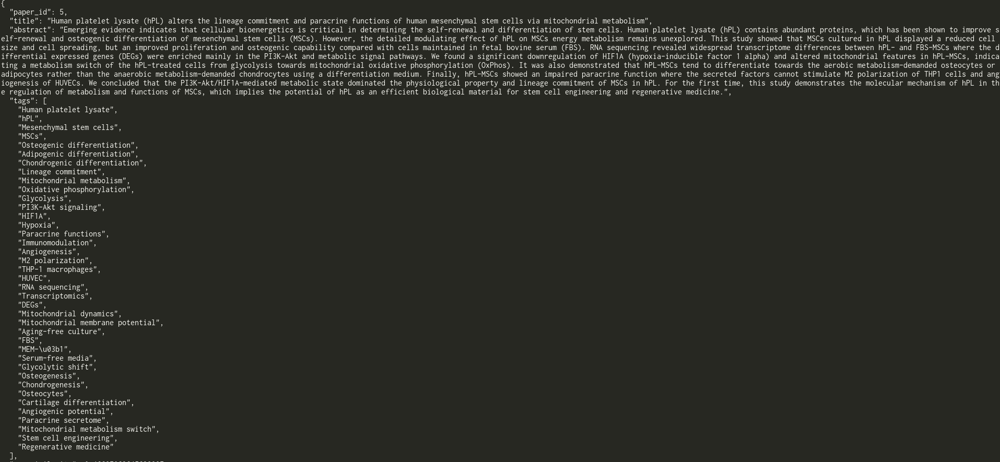 {
"paper_id": 5,
"title": "Human platelet lysate (hPL) alters the lineage commitment and paracrine functions of human mesenchymal stem cells via mitochondrial metabolism",
"abstract": "Emerging evidence indicates that cellular bioenergetics is critical in determining the self-renewal and differentiation of stem cells. Human platelet lysate (hPL) contains abundant proteins, which has been shown to improve s
elf-renewal and osteogenic differentiation of mesenchymal stem cells (MSCs). However, the detailed modulating effect of hPL on MSCs energy metabolism remains unexplored. This study showed that MSCs cultured in hPL displayed a reduced cell
size and cell spreading, but an improved proliferation and osteogenic capability compared with cells maintained in fetal bovine serum (FBS). RNA sequencing revealed widespread transcriptome differences between hPL- and FBS-MSCs where the d
ifferential expressed genes (DEGs) were enriched mainly in the PI3K-Akt and metabolic signal pathways. We found a significant downregulation of HIF1A (hypoxia-inducible factor 1 alpha) and altered mitochondrial features in hPL-MSCs, indica
ting a metabolism switch of the hPL-treated cells from glycolysis towards mitochondrial oxidative phosphorylation (OxPhos). It was also demonstrated that hPL-MSCs tend to differentiate towards the aerobic metabolism-demanded osteocytes or
adipocytes rather than the anaerobic metabolism-demanded chondrocytes using a differentiation medium. Finally, hPL-MSCs showed an impaired paracrine function where the secreted factors cannot stimulate M2 polarization of THP1 cells and ang
iogenesis of HUVECs. We concluded that the PI3K-Akt/HIF1A-mediated metabolic state dominated the physiological property and lineage commitment of MSCs in hPL. For the first time, this study demonstrates the molecular mechanism of hPL in th
e regulation of metabolism and functions of MSCs, which implies the potential of hPL as an efficient biological material for stem cell engineering and regenerative medicine.",
"tags": [
"Human platelet lysate",
"hPL",
"Mesenchymal stem cells",
"MSCs",
"Osteogenic differentiation",
"Adipogenic differentiation",
"Chondrogenic differentiation",
"Lineage commitment",
"Mitochondrial metabolism",
"Oxidative phosphorylation",
"Glycolysis",
"PI3K-Akt signaling",
"HIF1A",
"Hypoxia",
"Paracrine functions",
"Immunomodulation",
"Angiogenesis",
"M2 polarization",
"THP-1 macrophages",
"HUVEC",
"RNA sequencing",
"Transcriptomics",
"DEGs",
"Mitochondrial dynamics",
"Mitochondrial membrane potential",
"Aging-free culture",
"FBS",
"MEM-\u03b1",
"Serum-free media",
"Glycolytic shift",
"Osteogenesis",
"Chondrogenesis",
"Osteocytes",
"Cartilage differentiation",
"Angiogenic potential",
"Paracrine secretome",
"Mitochondrial metabolism switch",
"Stem cell engineering",
"Regenerative medicine"
],